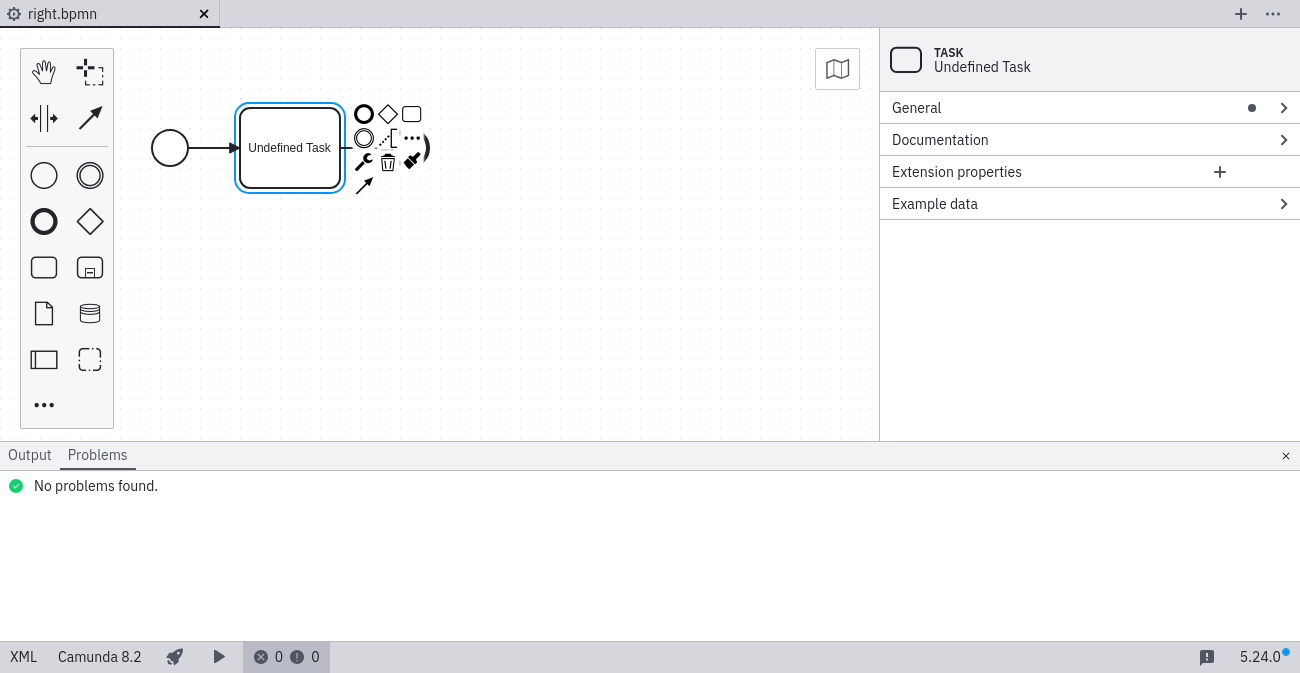 right.bpmn
TASK
Undefined Task
General
Documentation
Extension properties
Example data
Undefined Task
Output Problems
No problems found.
XML Camunda 8.2 0 0 5.24.0